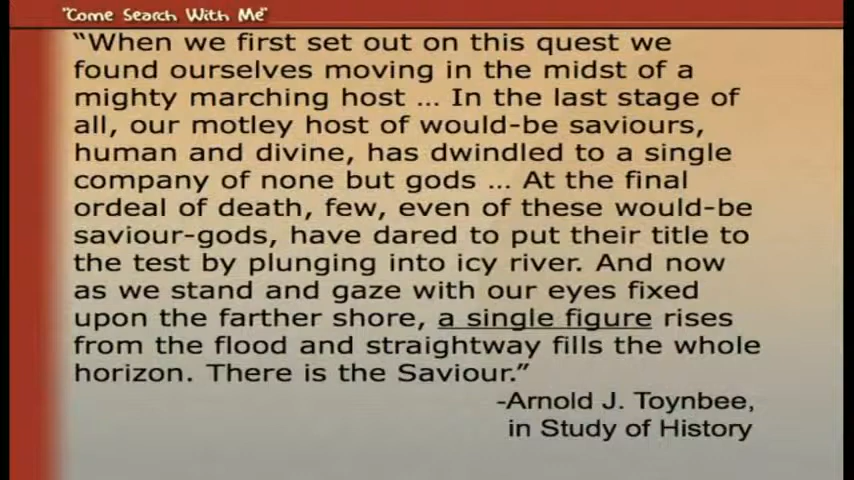 "Come Search With Me"
“When we first set out on this quest we
found ourselves moving in the midst of a
mighty marching host ... In the last stage of
all, our motley host of would-be saviours,
human and divine, has dwindled to a single
company of none but gods ... At the final
ordeal of death, few, even of these would-be
saviour-gods, have dared to put their title to
the test by plunging into icy river. And now
as we stand and gaze with our eyes fixed
upon the farther shore, a single figure rises
from the flood and straightway fills the whole
horizon. There is the Saviour.”
-Arnold J. Toynbee,
in Study of History